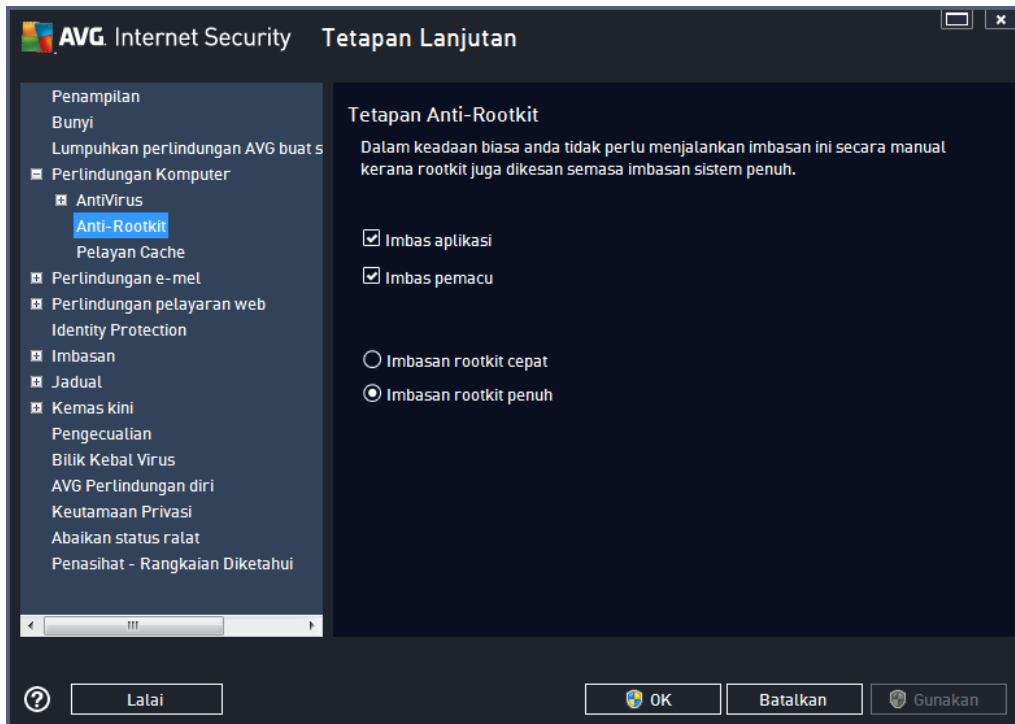 AVG. Internet Security Tetapan Lanjutan
Penampilan
Bunyi
Lumpuhkan perlindungan AVG buat s
Perlindungan Komputer
AntiVirus
Anti-Rootkit
Pelayan Cache
Perlindungan e-mel
Perlindungan pelayaran web
Identity Protection
Imbasan
Jadual
Kemas kini
Pengecualian
Bilik Kebal Virus
AVG Perlindungan diri
Keutamaan Privasi
Abaikan status ralat
Penasihat - Rangkaian Diketahui
Tetapan Anti-Rootkit
Dalam keadaan biasa anda tidak perlu menjalankan imbasan ini secara manual
kerana rootkit juga dikesan semasa imbasan sistem penuh.
Imbas aplikasi
Imbas pemacu
Imbasan rootkit cepat
Imbasan rootkit penuh
Lalai
OK
Batalkan
Gunakan